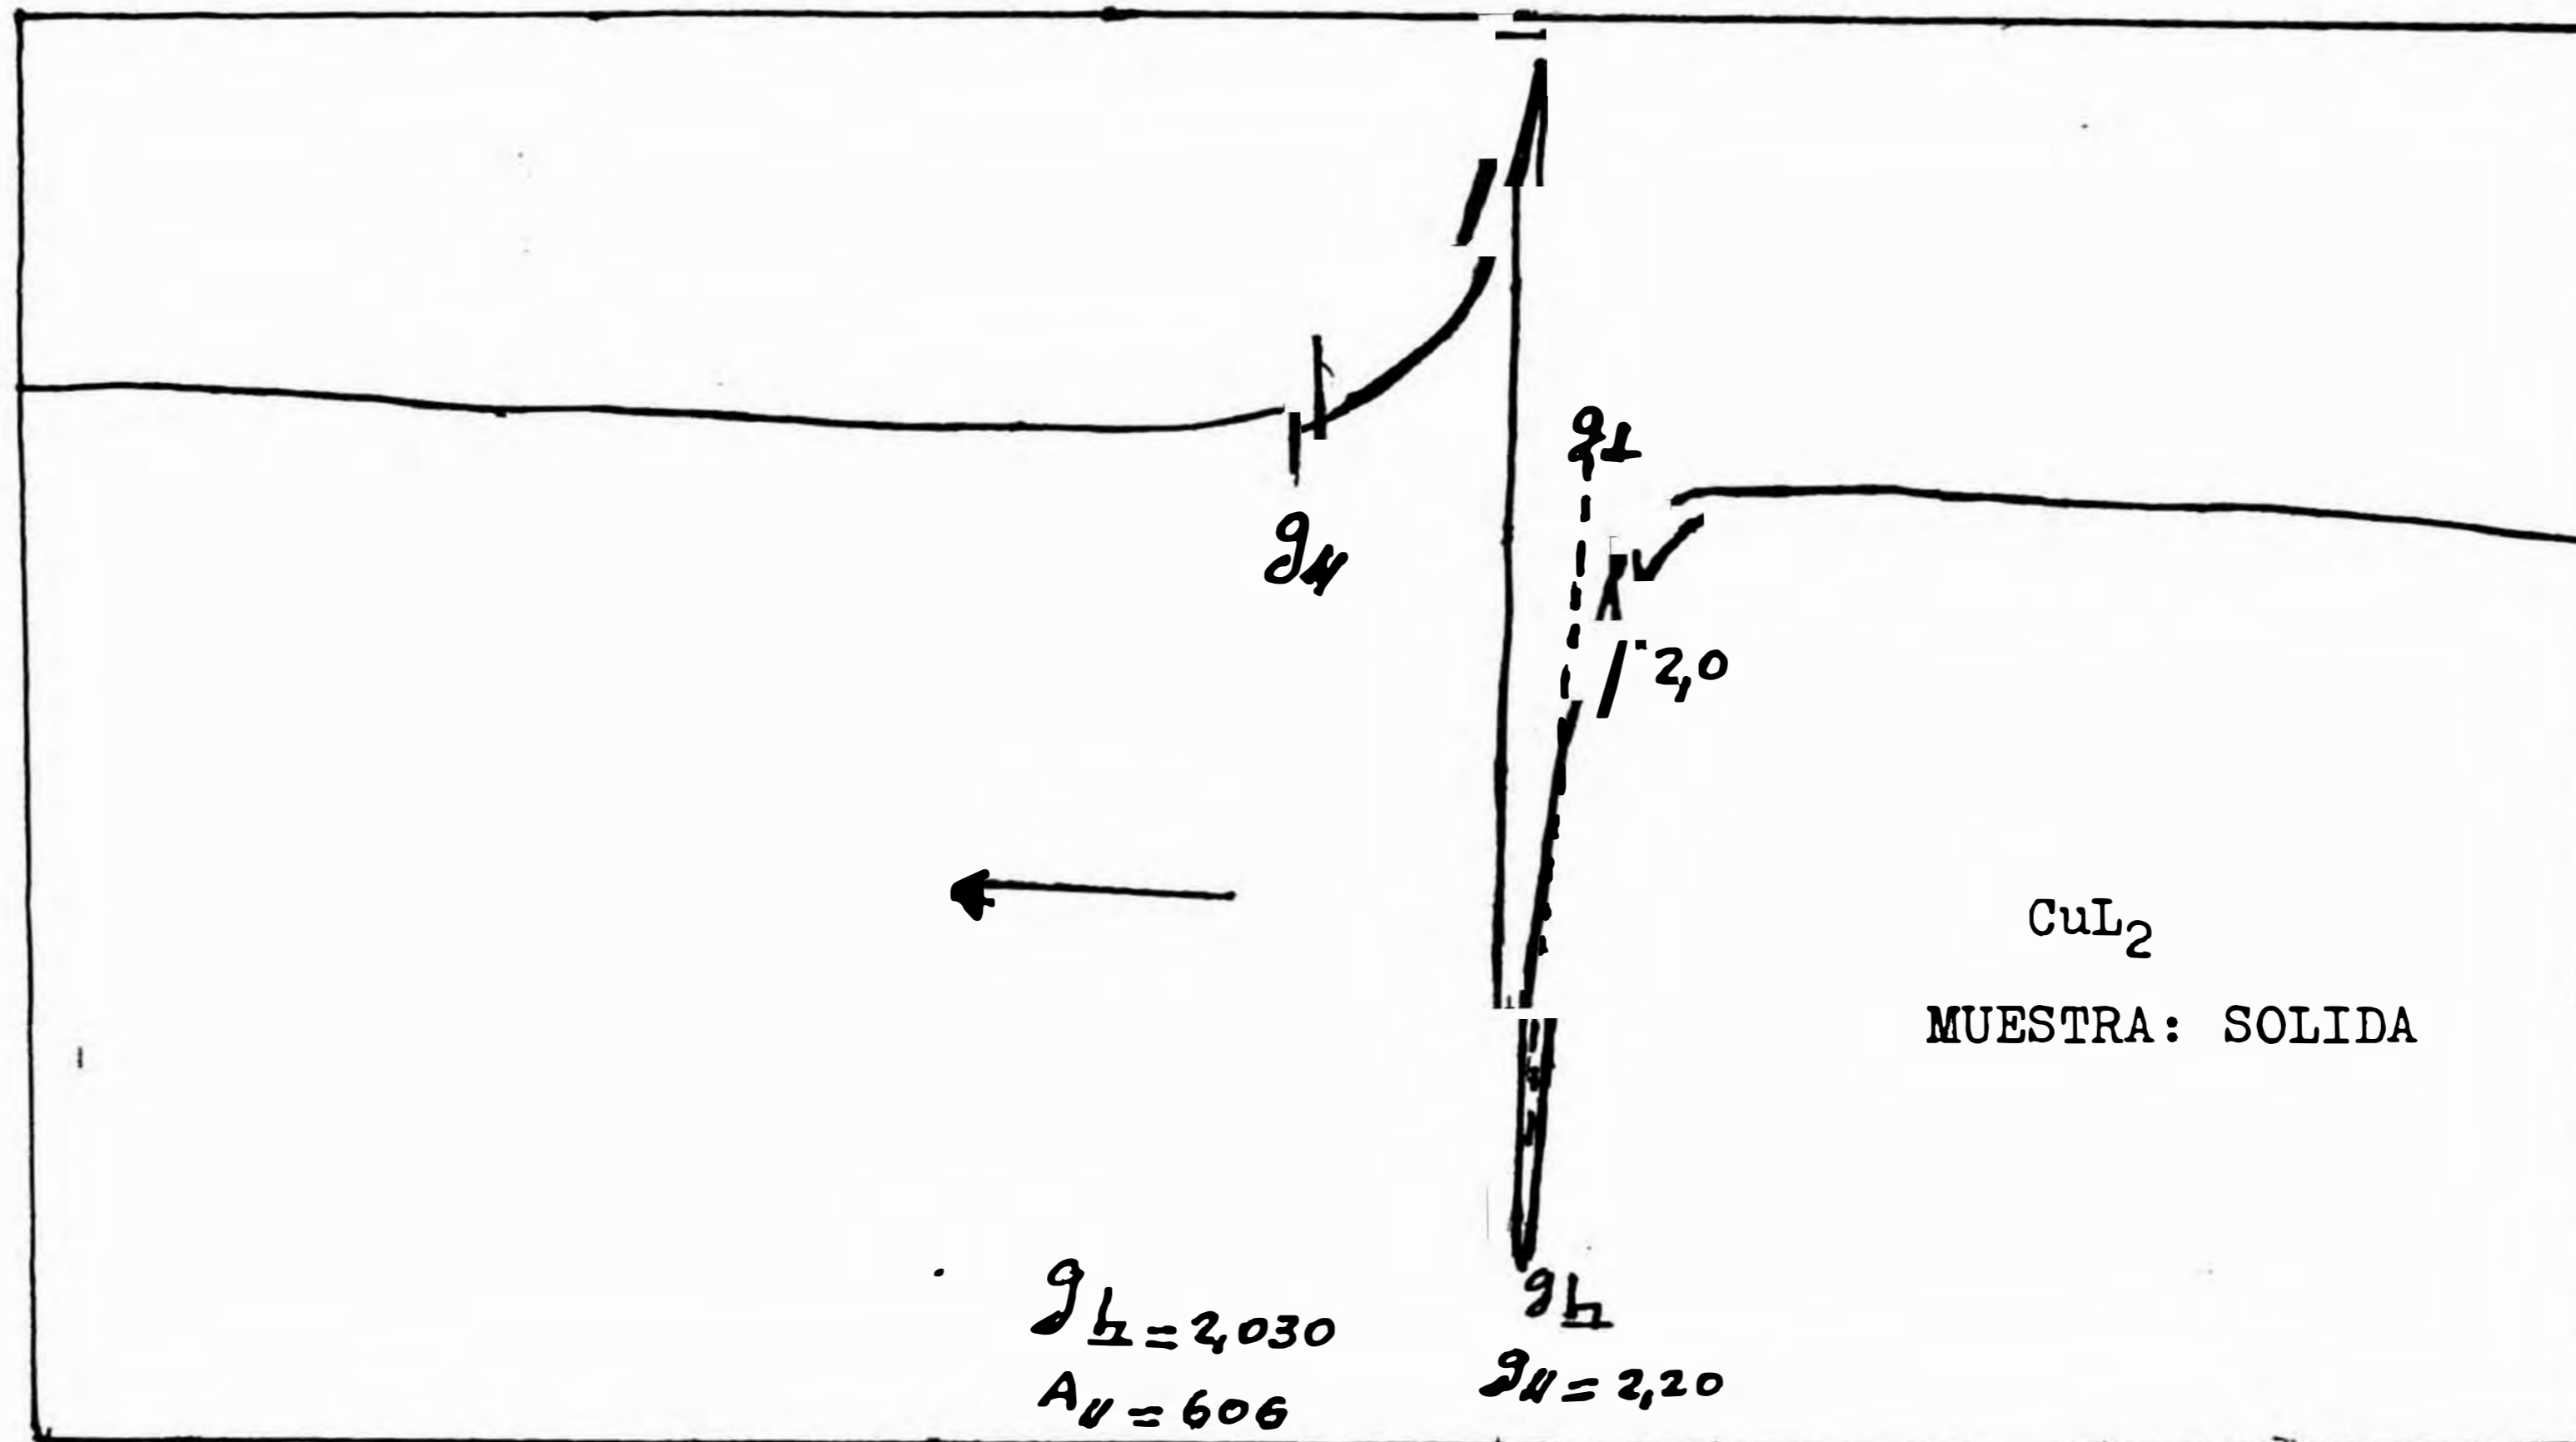 g⊥
g∥
2,0
CuL₂
MUESTRA: SOLIDA
g⊥ = 2,030
g∥ = 2,20
A∥ = 606